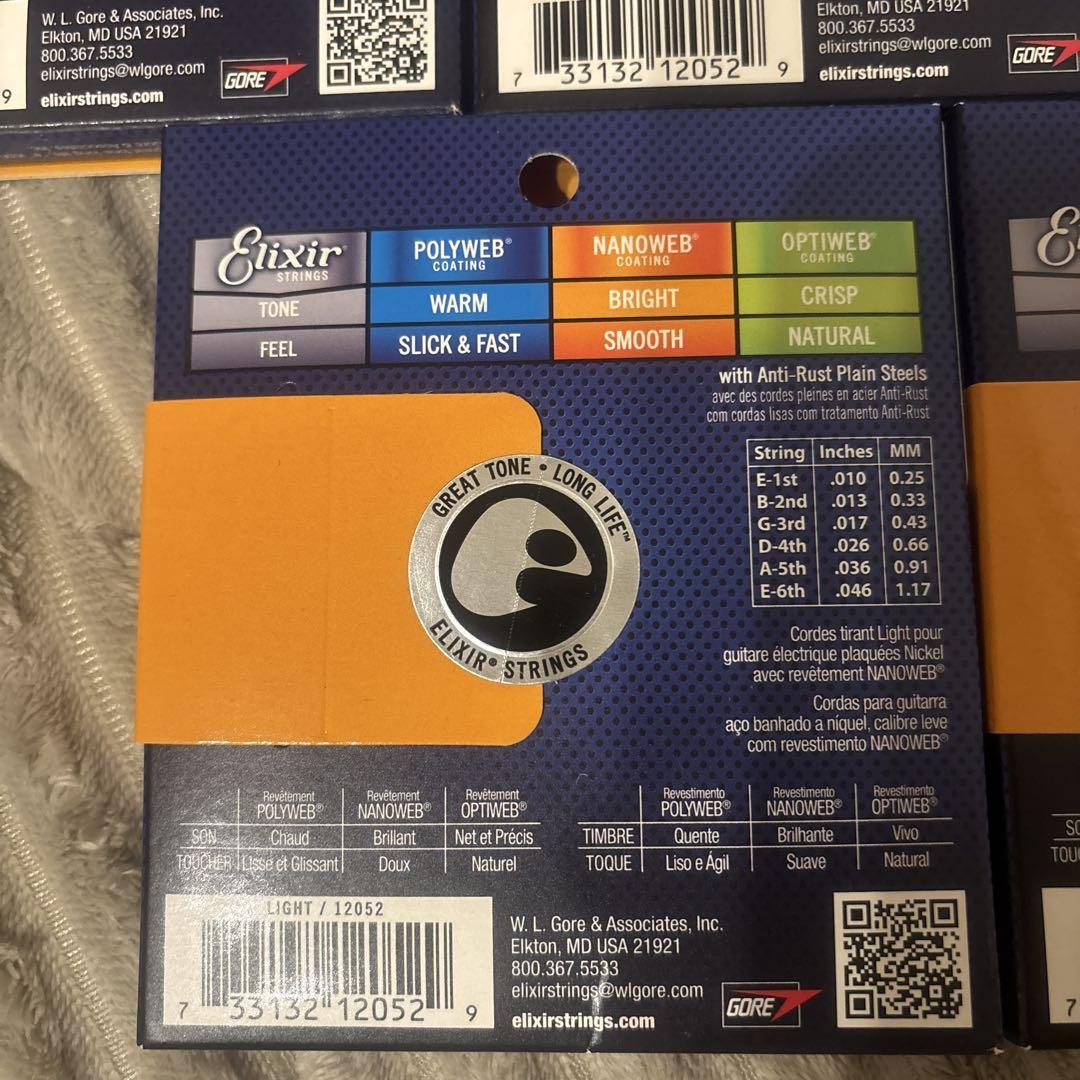 W. L. Gore & Associates, Inc.
Elkton, MD USA 21921
800.367.5533
elixirstrings@wlgore.com
elixirstrings.com
GORE
9
7 33132 12052 9
Elkton, MD USA 21921
800.367.5533
elixirstrings@wlgore.com
elixirstrings.com
GORE
Elixir® STRINGS
POLYWEB® COATING
NANOWEB® COATING
OPTIWEB® COATING
TONE WARM BRIGHT CRISP
FEEL SLICK & FAST SMOOTH NATURAL
with Anti-Rust Plain Steels
avec des cordes pleines en acier Anti-Rust
com cordas lisas com tratamento Anti-Rust
String Inches MM
E-1st .010 0.25
B-2nd .013 0.33
G-3rd .017 0.43
D-4th .026 0.66
A-5th .036 0.91
E-6th .046 1.17
GREAT TONE • LONG LIFE™
ELIXIR® STRINGS
Cordes tirant Light pour
guitare électrique plaquées Nickel
avec revêtement NANOWEB®
Cordas para guitarra
aço banhado a níquel, calibre leve
com revestimento NANOWEB®
Revêtement POLYWEB®
Revêtement NANOWEB®
Revêtement OPTIWEB®
SON Chaud Brillant Net et Précis
TOUCHER Lisse et Glissant Doux Naturel
Revestimento POLYWEB®
Revestimento NANOWEB®
Revestimento OPTIWEB®
TIMBRE Quente Brilhante Vivo
TOQUE Liso e Ágil Suave Natural
LIGHT / 12052
7 33132 12052 9
W. L. Gore & Associates, Inc.
Elkton, MD USA 21921
800.367.5533
elixirstrings@wlgore.com
elixirstrings.com
GORE
7